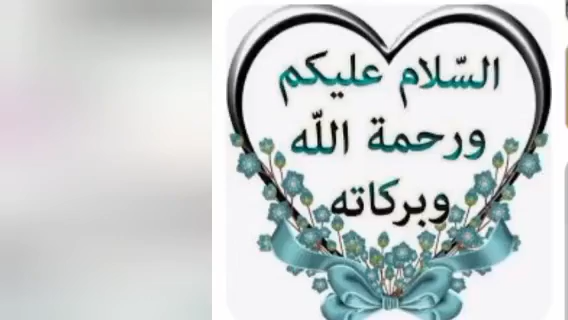 السّلام عليكم
ورحمة اللّه
وبركاته